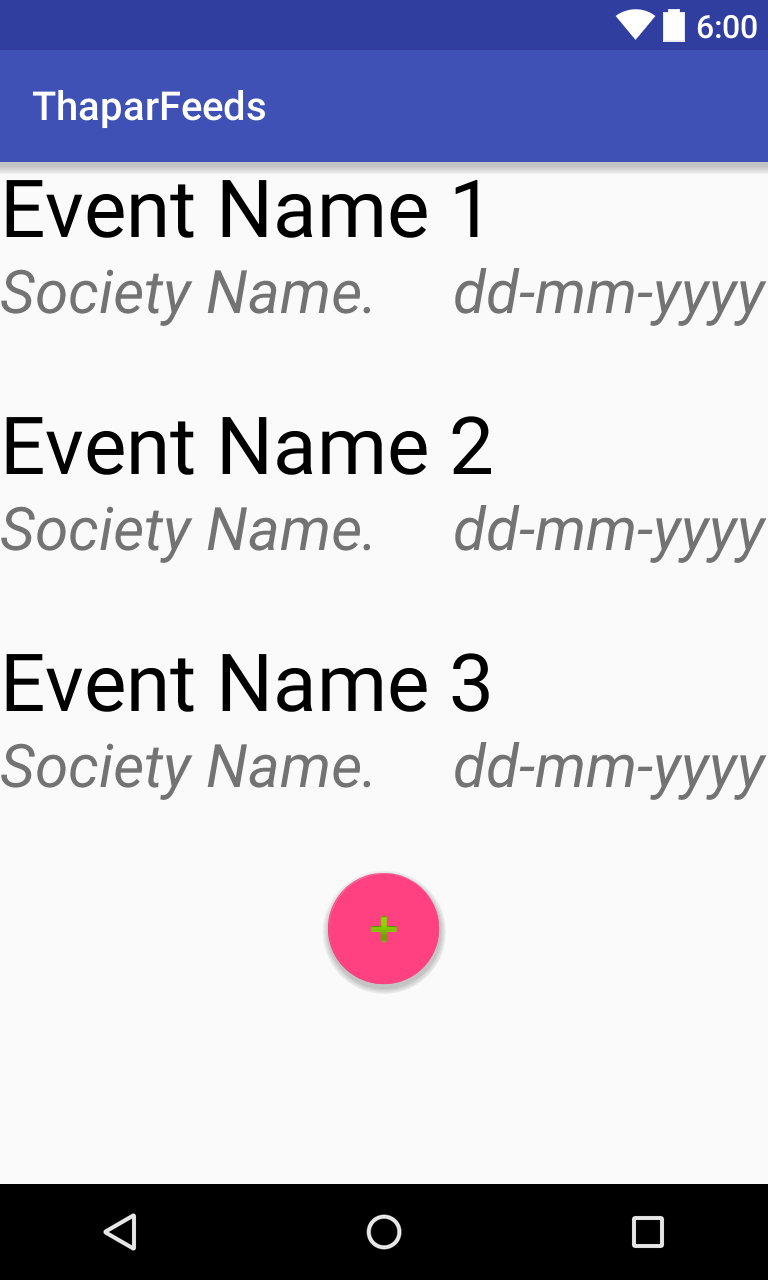 6:00
ThaparFeeds
Event Name 1
Society Name. dd-mm-yyyy
Event Name 2
Society Name. dd-mm-yyyy
Event Name 3
Society Name. dd-mm-yyyy
+